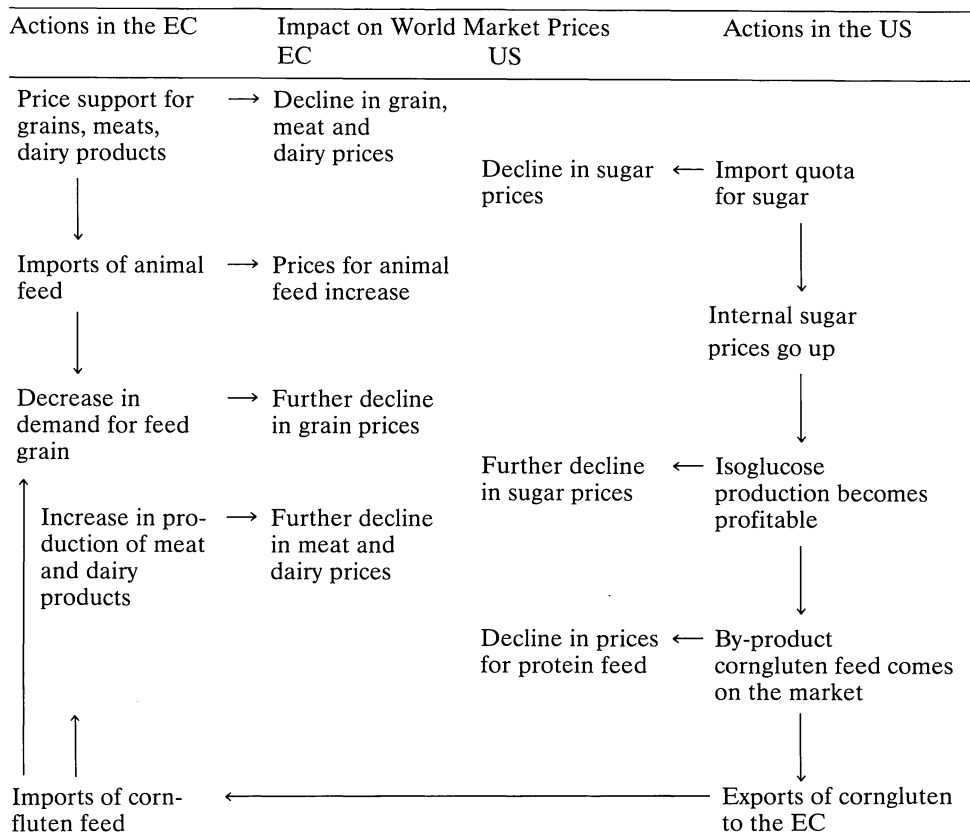 Actions in the EC
Impact on World Market Prices
Actions in the US
EC
US
Price support for
grains, meats,
dairy products
Decline in grain,
meat and
dairy prices
Decline in sugar
prices
Import quota
for sugar
Imports of animal
feed
Prices for animal
feed increase
Internal sugar
prices go up
Decrease in
demand for feed
grain
Further decline
in grain prices
Further decline
in sugar prices
Isoglucose
production becomes
profitable
Increase in pro-
duction of meat
and dairy
products
Further decline
in meat and
dairy prices
Decline in prices
for protein feed
By-product
corngluten feed comes
on the market
Imports of corn-
fluten feed
Exports of corngluten
to the EC